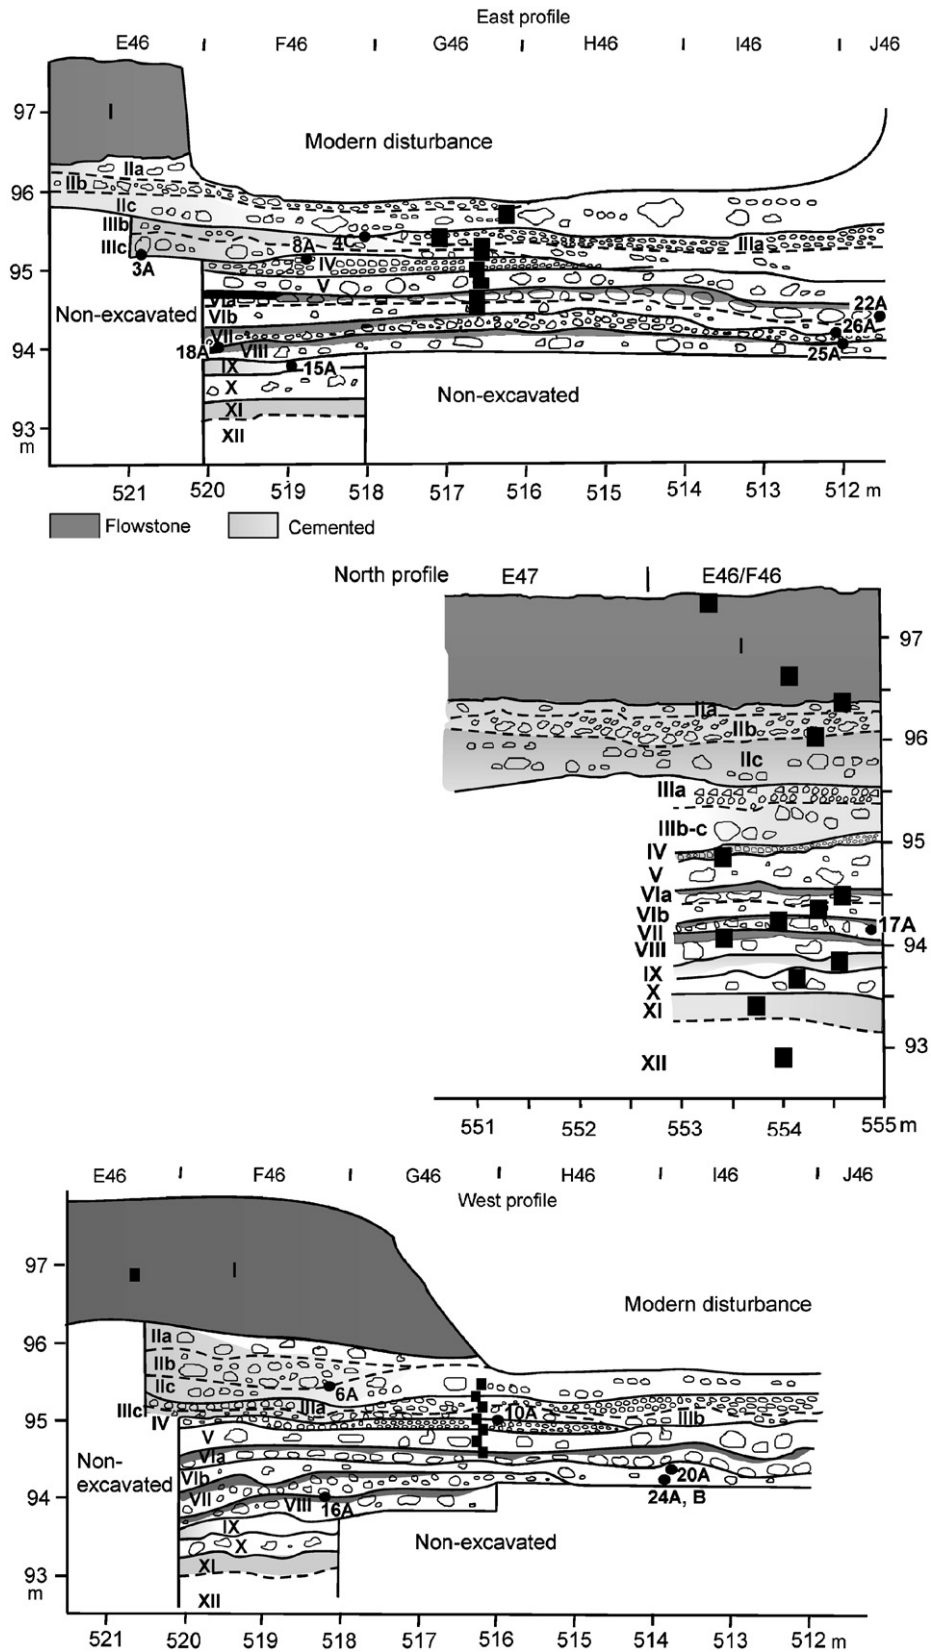 East profile
E46 F46 G46 H46 I46 J46
97
I
Modern disturbance
IIa
96
IIb
IIc
IIIb
8A 4C
IIIa
IIIc
IV
95
3A
V
VIa
22A
Non-excavated
VIb
26A
VII
94
18A VIII
25A
IX 15A
X
Non-excavated
XI
93
XII
m
521 520 519 518 517 516 515 514 513 512 m
Flowstone Cemented
North profile E47 E46/F46
97
I
IIa
IIb
96
IIc
IIIa
IIIb-c
95
IV
V
VIa
VIb
17A
VII
94
VIII
IX
X
XI
93
XII
551 552 553 554 555 m
E46 F46 G46 H46 I46 J46
West profile
97
I
Modern disturbance
96
IIa
IIb
IIc
6A
IIIc IIIa
10A
IIIb
95
IV
V
VIa
Non-
excavated
VIb
20A
94
VII
VIII 16A
24A, B
IX
X
Non-excavated
XI
93
m
XII
521 520 519 518 517 516 515 514 513 512 m